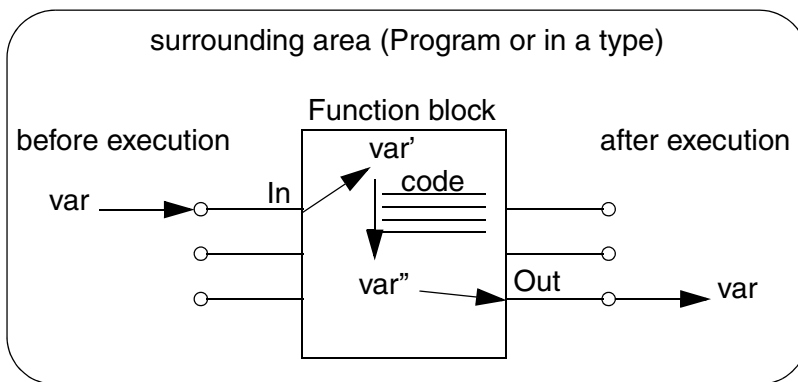 surrounding area (Program or in a type)
Function block
before execution
after execution
var'
code
var
In
var"
Out
var